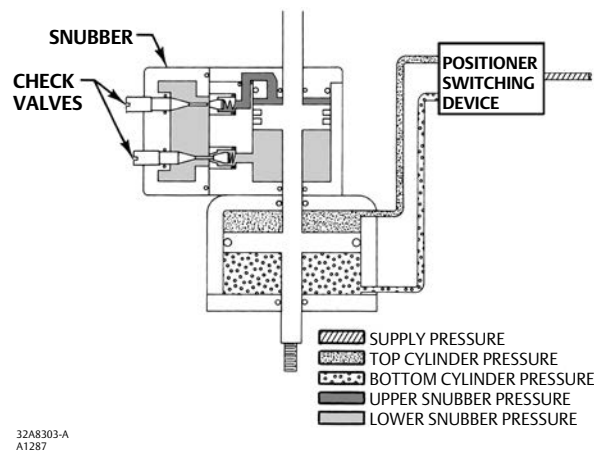 SNUBBER
CHECK
VALVES
POSITIONER
SWITCHING
DEVICE
SUPPLY PRESSURE
TOP CYLINDER PRESSURE
BOTTOM CYLINDER PRESSURE
UPPER SNUBBER PRESSURE
LOWER SNUBBER PRESSURE
32A8303-A
A1287